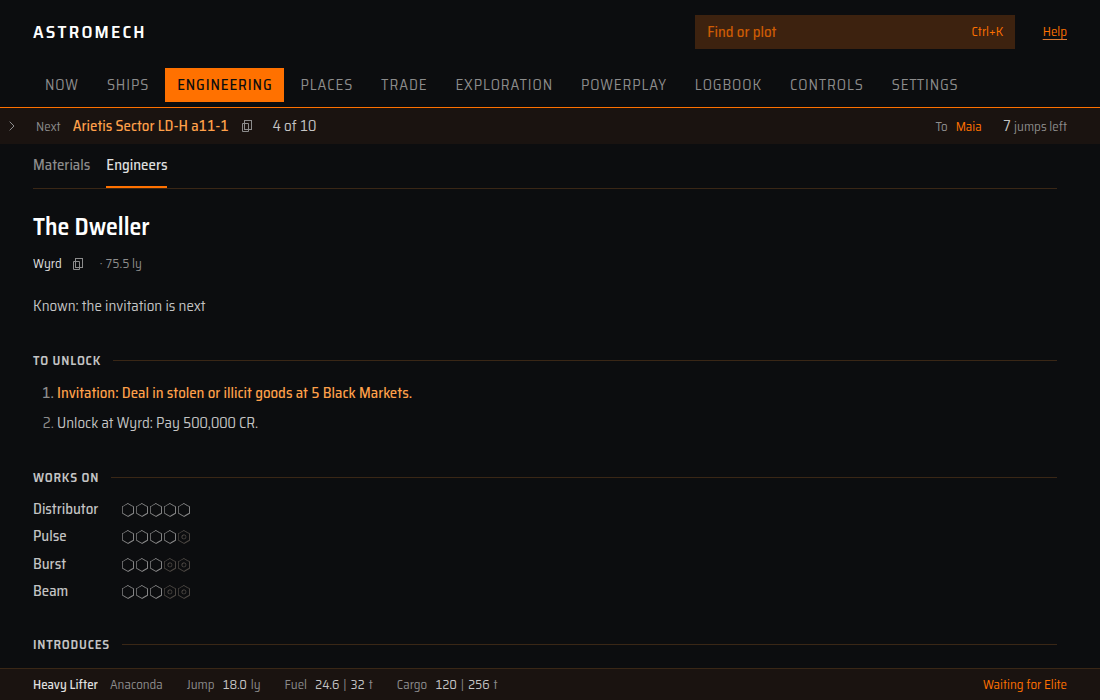 ASTROMECH
Find or plot Ctrl+K Help
NOW SHIPS ENGINEERING PLACES TRADE EXPLORATION POWERPLAY LOGBOOK CONTROLS SETTINGS
Next Arietis Sector LD-H a11-1 4 of 10 To Maia 7 jumps left
Materials Engineers
The Dweller
Wyrd · 75.5 ly
Known: the invitation is next
TO UNLOCK
1. Invitation: Deal in stolen or illicit goods at 5 Black Markets.
2. Unlock at Wyrd: Pay 500,000 CR.
WORKS ON
Distributor
Pulse
Burst
Beam
INTRODUCES
Heavy Lifter Anaconda Jump 18.0 ly Fuel 24.6 | 32 t Cargo 120 | 256 t Waiting for Elite